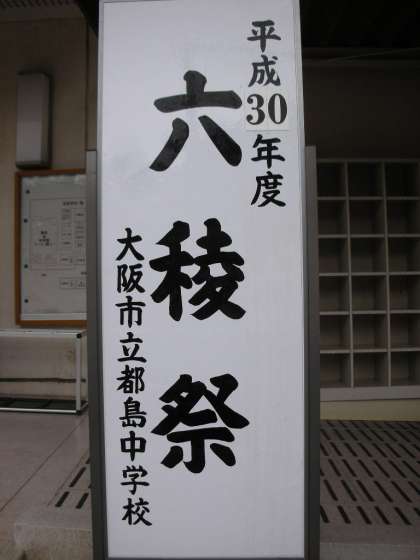 平成30年度
六稜祭
大阪市立都島中学校